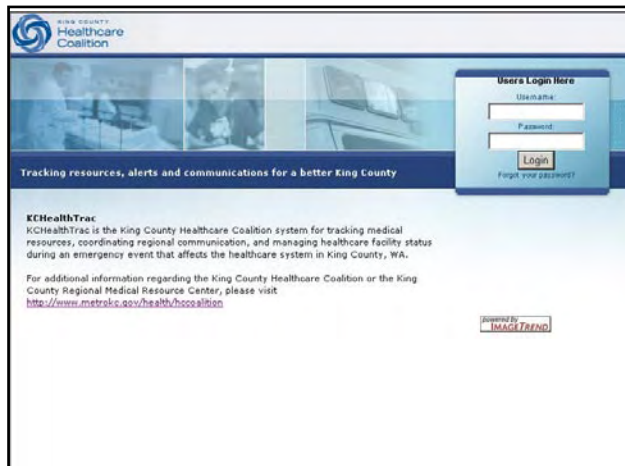 KING COUNTY
Healthcare
Coalition
Users Login Here
Username:
Password:
Login
Forgot your password?
Tracking resources, alerts and communications for a better King County
KCHealthTrac
KCHealthTrac is the King County Healthcare Coalition system for tracking medical
resources, coordinating regional communication, and managing healthcare facility status
during an emergency event that affects the healthcare system in King County, WA.
For additional information regarding the King County Healthcare Coalition or the King
County Regional Medical Resource Center, please visit
http://www.metrokc.gov/health/hccoalition
powered by
IMAGETREND